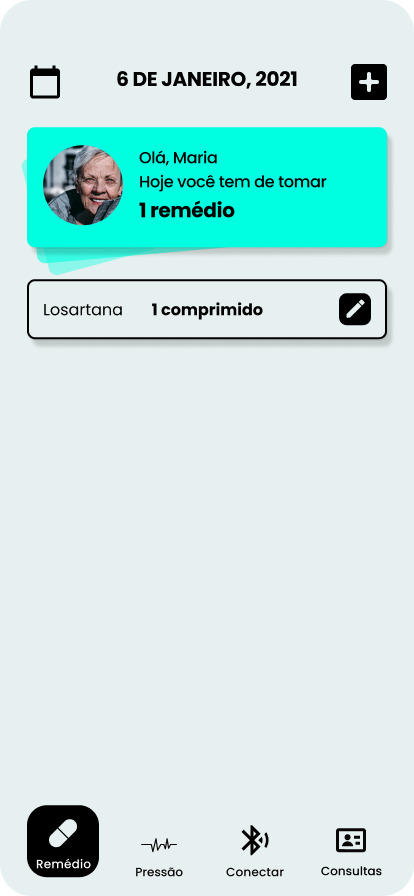 6 DE JANEIRO, 2021
Olá, Maria
Hoje você tem de tomar
1 remédio
Losartana 1 comprimido
Remédio Pressão Conectar Consultas